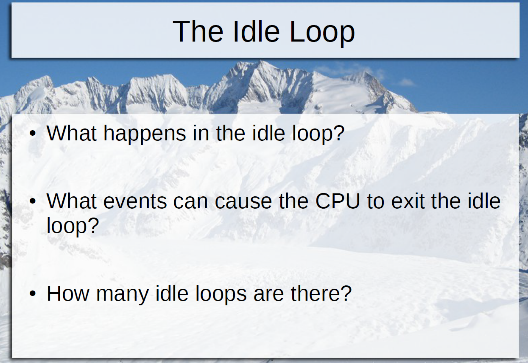 The Idle Loop
• What happens in the idle loop?
• What events can cause the CPU to exit the idle
loop?
• How many idle loops are there?